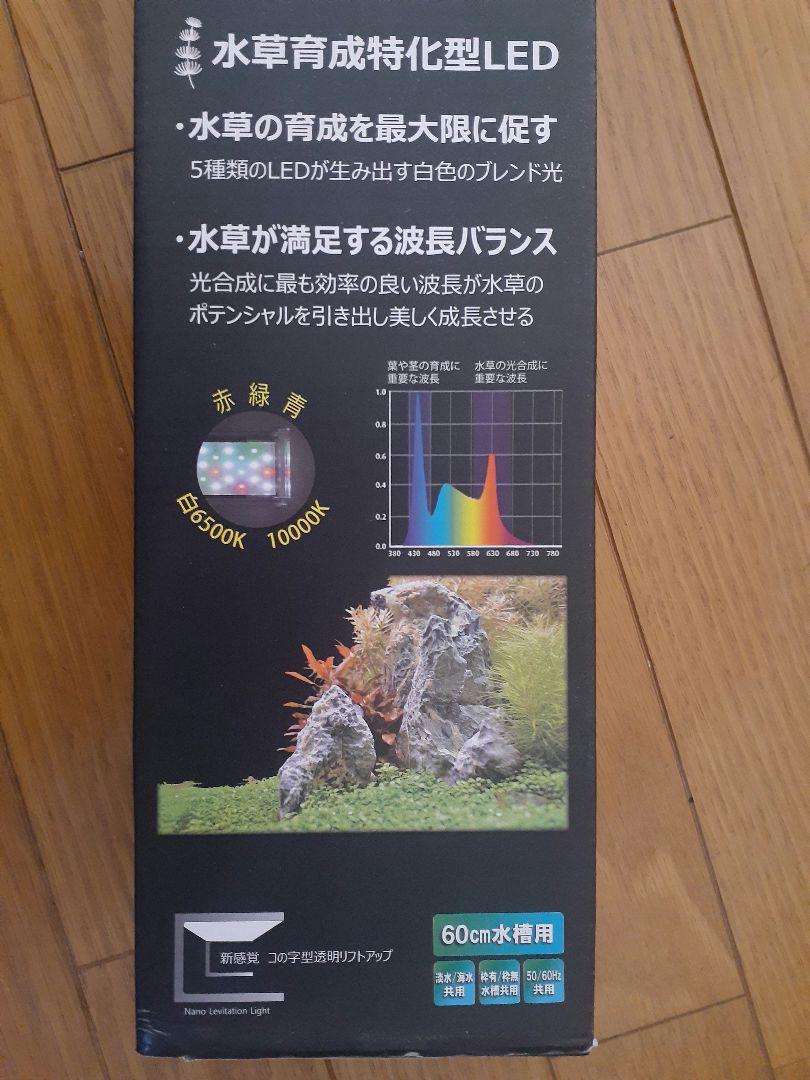 水草育成特化型LED
・水草の育成を最大限に促す
5種類のLEDが生み出す白色のブレンド光
・水草が満足する波長バランス
光合成に最も効率の良い波長が水草の
ポテンシャルを引き出し美しく成長させる
赤 緑 青
白6500K 10000K
葉や茎の育成に
重要な波長
水草の光合成に
重要な波長
1.0
0.8
0.6
0.4
0.2
0.0
380 430 480 530 580 630 680 730 780
新感覚 コの字型透明リフトアップ
Nano Levitation Light
60cm水槽用
淡水/海水
共用
枠有/枠無
水槽共用
50/60Hz
共用